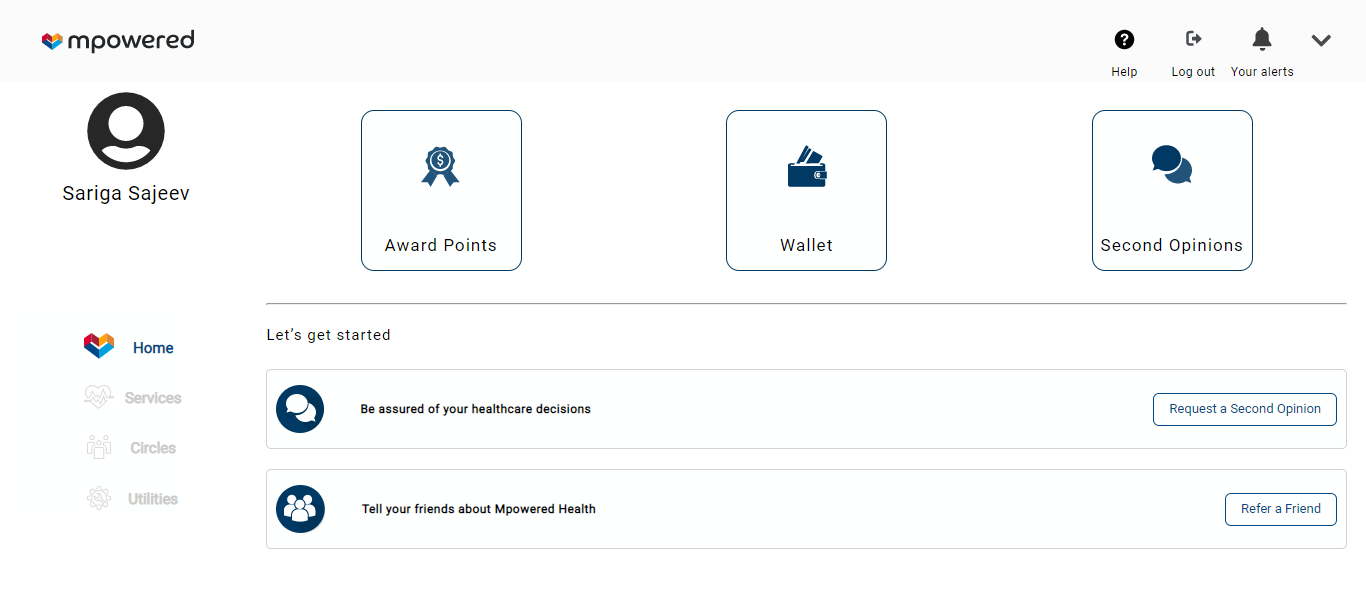 mpowered
Help
Log out
Your alerts
Sariga Sajeev
Award Points
Wallet
Second Opinions
Home
Services
Circles
Utilities
Let's get started
Be assured of your healthcare decisions
Request a Second Opinion
Tell your friends about Mpowered Health
Refer a Friend